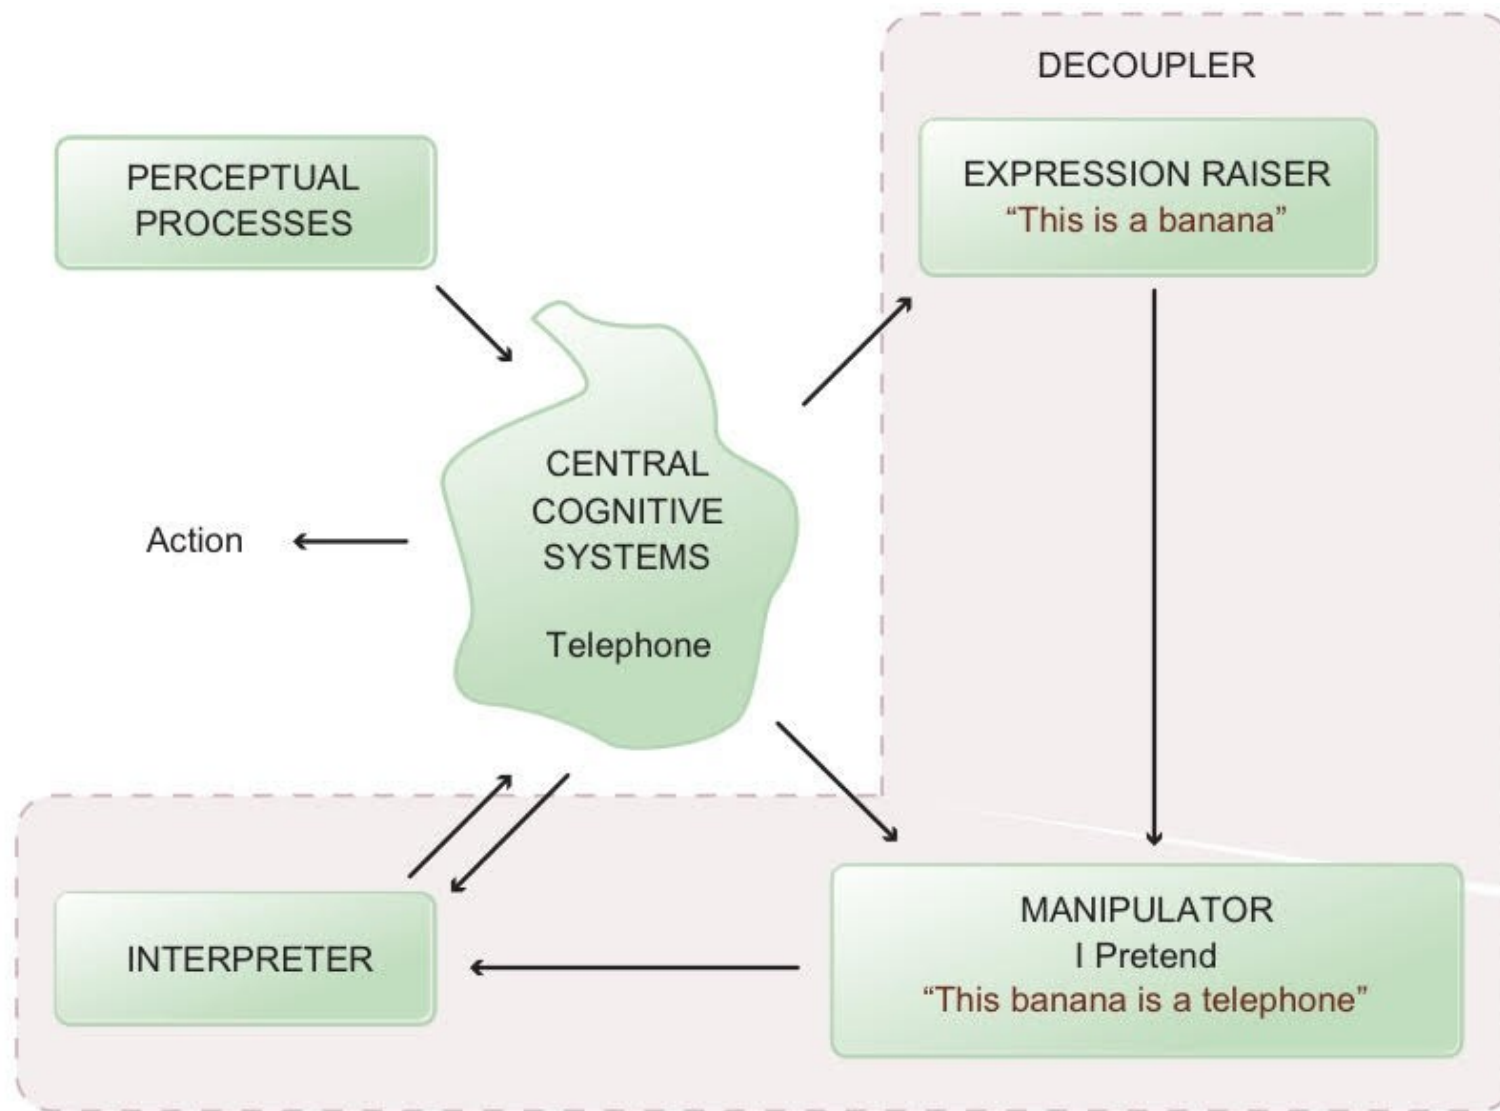 DECOUPLER
PERCEPTUAL
PROCESSES
EXPRESSION RAISER
“This is a banana”
CENTRAL
COGNITIVE
SYSTEMS
Telephone
Action
INTERPRETER
MANIPULATOR
I Pretend
“This banana is a telephone”